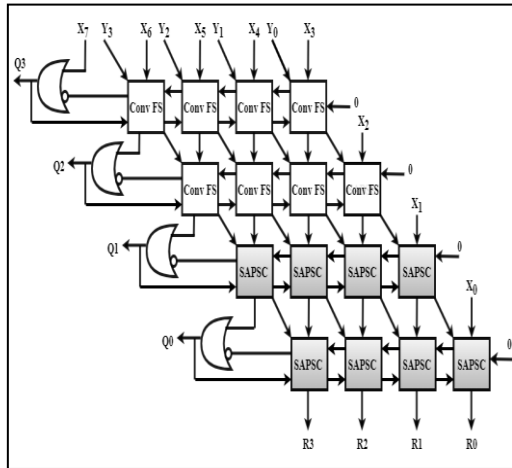 X7 Y3 X6 Y2 X5 Y1 X4 Y0 X3
Q3
Conv FS Conv FS Conv FS Conv FS 0
X2
Q2
Conv FS Conv FS Conv FS Conv FS 0
X1
Q1
SAPSC SAPSC SAPSC SAPSC 0
X0
Q0
SAPSC SAPSC SAPSC SAPSC 0
R3 R2 R1 R0